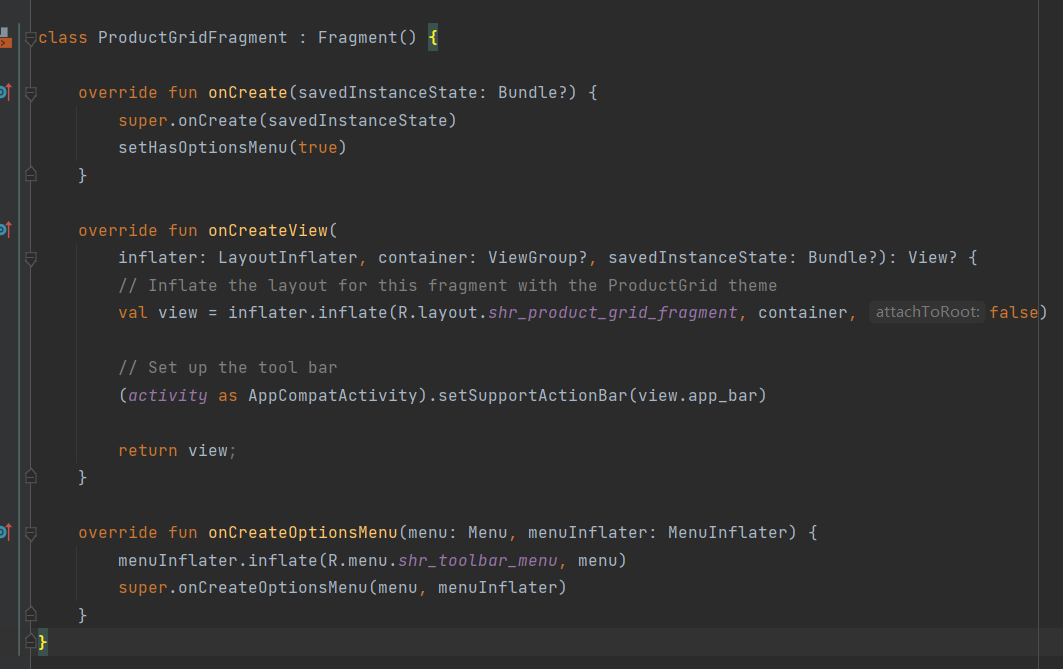 class ProductGridFragment : Fragment() {
override fun onCreate(savedInstanceState: Bundle?) {
super.onCreate(savedInstanceState)
setHasOptionsMenu(true)
}
override fun onCreateView(
inflater: LayoutInflater, container: ViewGroup?, savedInstanceState: Bundle?): View? {
// Inflate the layout for this fragment with the ProductGrid theme
val view = inflater.inflate(R.layout.shr_product_grid_fragment, container, attachToRoot: false)
// Set up the tool bar
(activity as AppCompatActivity).setSupportActionBar(view.app_bar)
return view;
}
override fun onCreateOptionsMenu(menu: Menu, menuInflater: MenuInflater) {
menuInflater.inflate(R.menu.shr_toolbar_menu, menu)
super.onCreateOptionsMenu(menu, menuInflater)
}
}